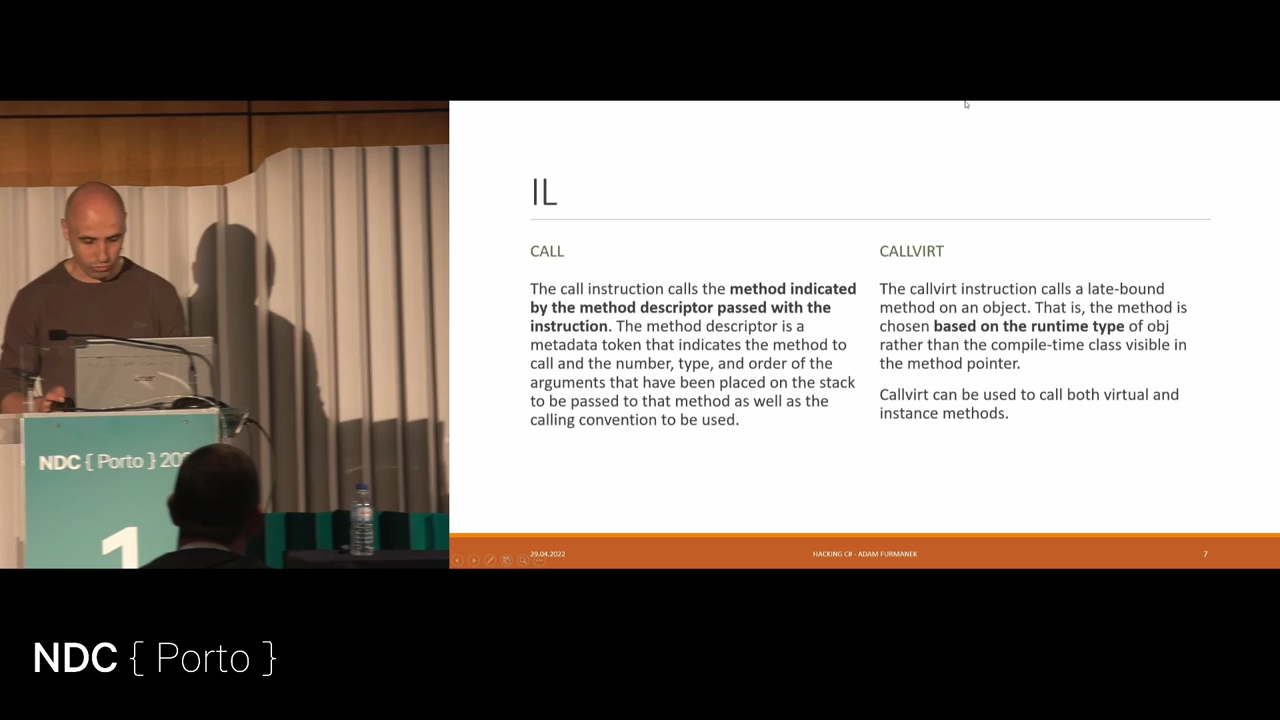 IL
CALL
The call instruction calls the method indicated
by the method descriptor passed with the
instruction. The method descriptor is a
metadata token that indicates the method to
call and the number, type, and order of the
arguments that have been placed on the stack
to be passed to that method as well as the
calling convention to be used.
CALLVIRT
The callvirt instruction calls a late-bound
method on an object. That is, the method is
chosen based on the runtime type of obj
rather than the compile-time class visible in
the method pointer.
Callvirt can be used to call both virtual and
instance methods.
29.04.2022
HACKING C# - ADAM FURMANEK
7
NDC { Porto } 20
1
NDC { Porto }